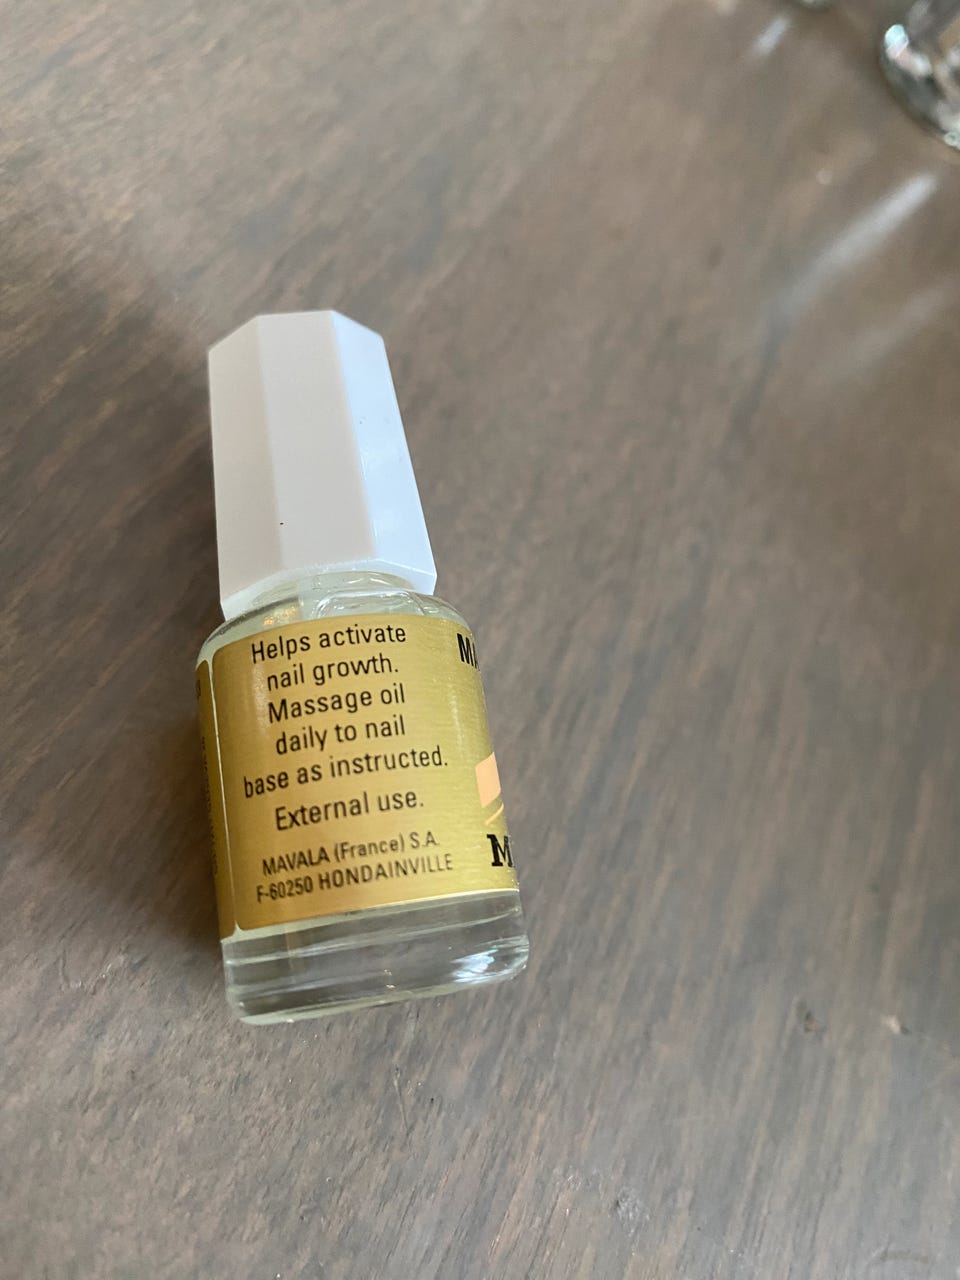 Helps activate
nail growth.
Massage oil
daily to nail
base as instructed.
External use.
MAVALA (France) S.A.
F-60250 HONDAINVILLE